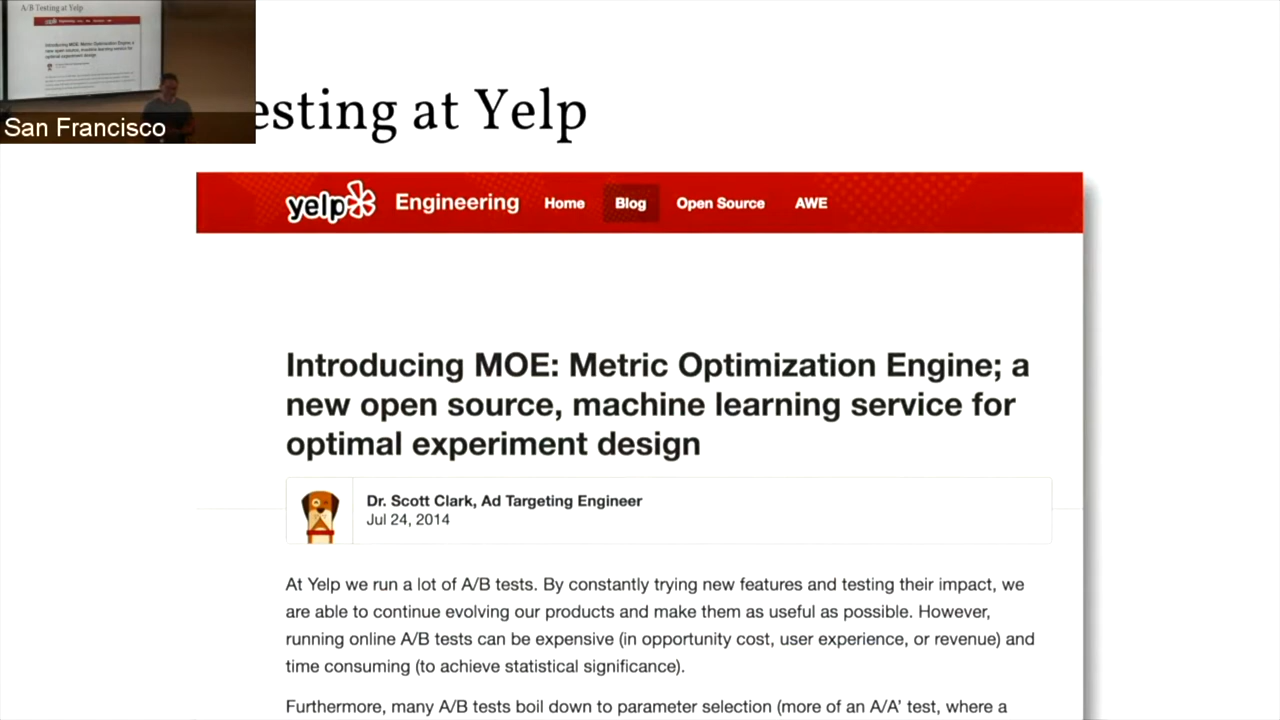 A/B Testing at Yelp
San Francisco
esting at Yelp
yelp Engineering Home Blog Open Source AWE
Introducing MOE: Metric Optimization Engine; a
new open source, machine learning service for
optimal experiment design
Dr. Scott Clark, Ad Targeting Engineer
Jul 24, 2014
At Yelp we run a lot of A/B tests. By constantly trying new features and testing their impact, we
are able to continue evolving our products and make them as useful as possible. However,
running online A/B tests can be expensive (in opportunity cost, user experience, or revenue) and
time consuming (to achieve statistical significance).
Furthermore, many A/B tests boil down to parameter selection (more of an A/A’ test, where a